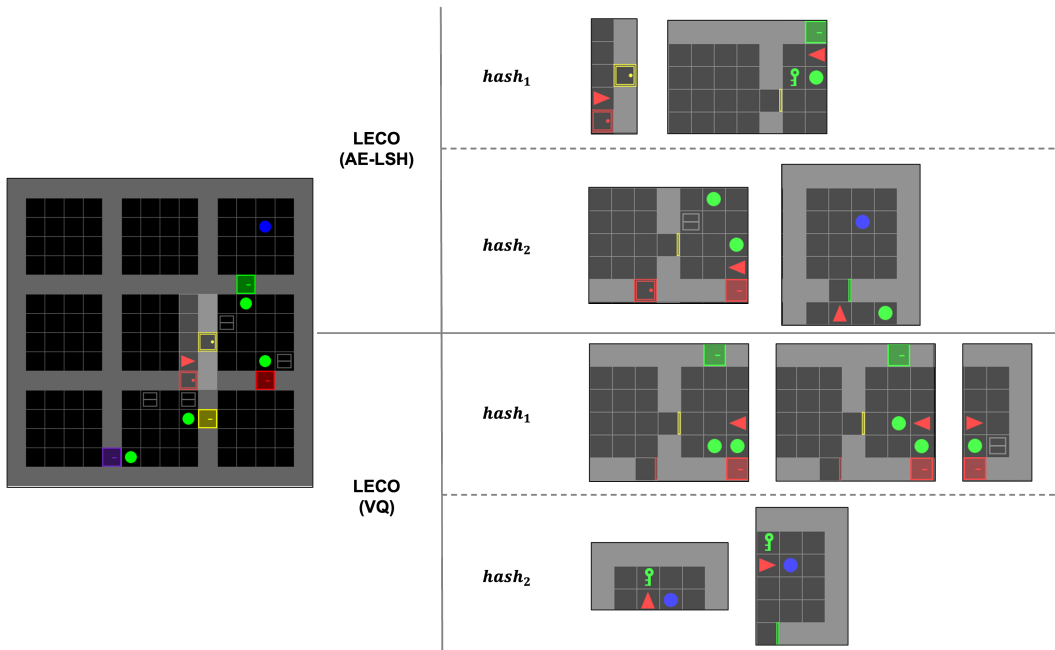 hash₁
LECO
(AE-LSH)
hash₂
hash₁
LECO
(VQ)
hash₂